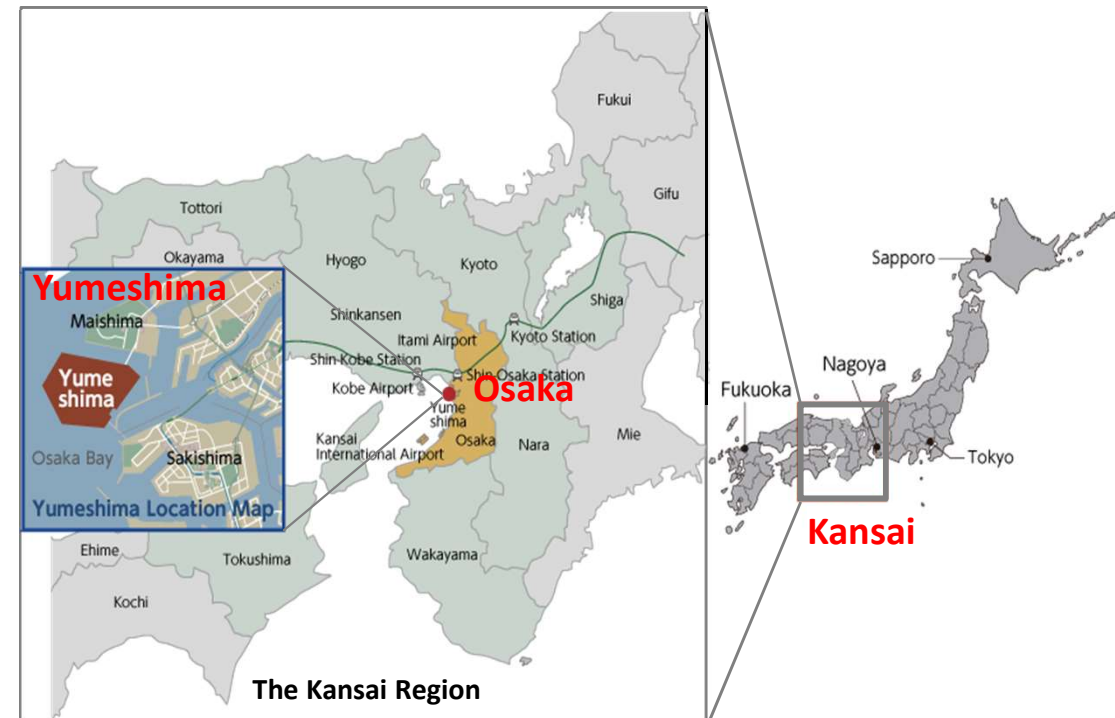 Fukui
Gifu
Tottori
Okayama
Hyogo
Kyoto
Shiga
Yumeshima
Maishima
Yume
shima
Osaka Bay
Sakishima
Yumeshima Location Map
Shinkansen
Itami Airport
Kyoto Station
Shin Kobe Station
Shin Osaka Station
Kobe Airport
Osaka
Yume
shima
Kansai
International Airport
Osaka
Nara
Mie
Ehime
Tokushima
Wakayama
Kochi
The Kansai Region
Sapporo
Nagoya
Fukuoka
Tokyo
Kansai